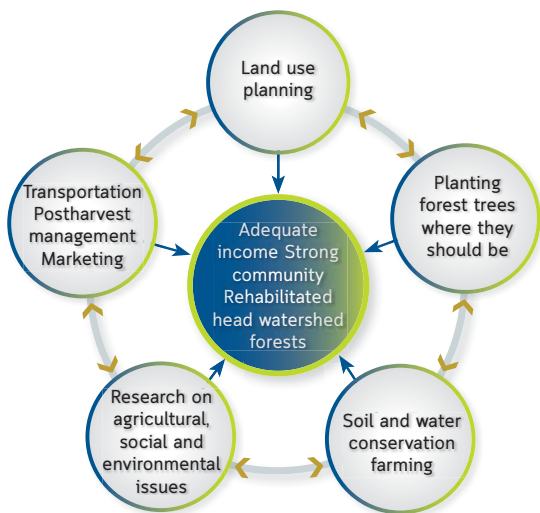 Land use
planning
Transportation
Postharvest
management
Marketing
Planting
forest trees
where they
should be
Adequate
income Strong
community
Rehabilitated
head watershed
forests
Research on
agricultural,
social and
environmental
issues
Soil and water
conservation
farming